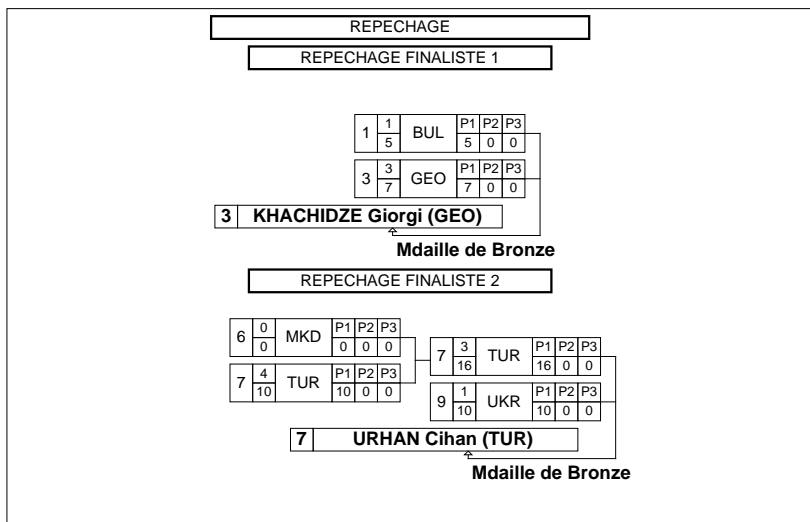 REPECHAGE
REPECHAGE FINALISTE 1
1 1 BUL P1 P2 P3
5 5 0 0
3 3 GEO P1 P2 P3
7 7 0 0
3 KHACHIDZE Giorgi (GEO)
Mdaille de Bronze
REPECHAGE FINALISTE 2
6 0 MKD P1 P2 P3
0 0 0 0
7 3 TUR P1 P2 P3
16 16 0 0
7 4 TUR P1 P2 P3
10 10 0 0
9 1 UKR P1 P2 P3
10 10 0 0
7 URHAN Cihan (TUR)
Mdaille de Bronze